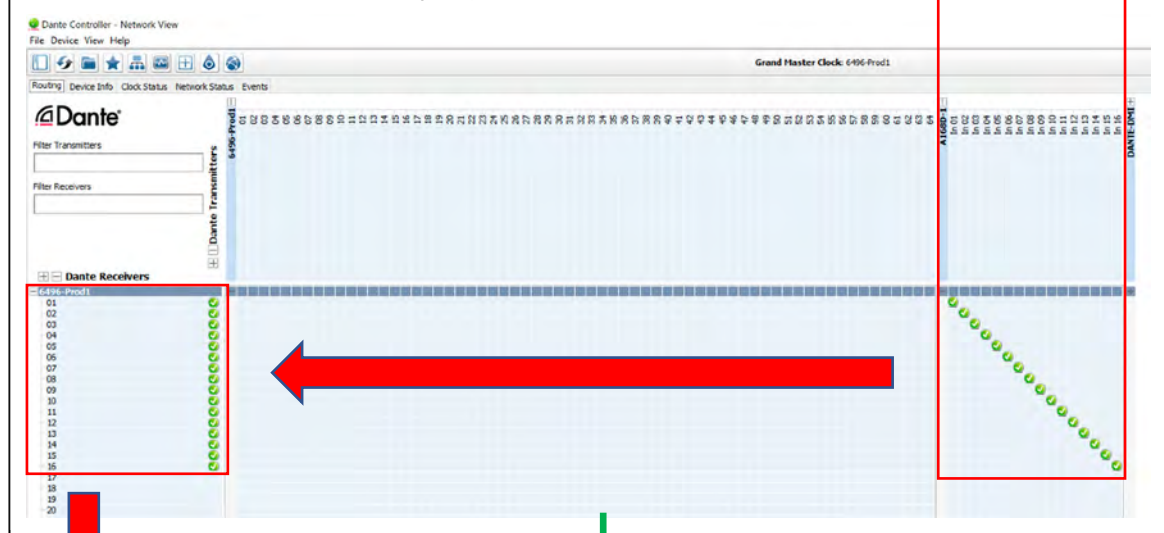 Dante Controller - Network View
File Device View Help
Grand Master Clock: 6496-Prod1
Routing Device Info Clock Status Network Status Events
Dante
Filter Transmitters
Filter Receivers
Dante Transmitters
6496-Prod1
01 02 03 04 05 06 07 08 09 10 11 12 13 14 15 16 17 18 19 20 21 22 23 24 25 26 27 28 29 30 31 32 33 34 35 36 37 38 39 40 41 42 43 44 45 46 47 48 49 50 51 52 53 54 55 56 57 58 59 60 61 62 63 64
A168D-1
In 01
In 02
In 03
In 04
In 05
In 06
In 07
In 08
In 09
In 10
In 11
In 12
In 13
In 14
In 15
In 16
DANTE-DMI
Dante Receivers
6496-Prod1
01
02
03
04
05
06
07
08
09
10
11
12
13
14
15
16
17
18
19
20